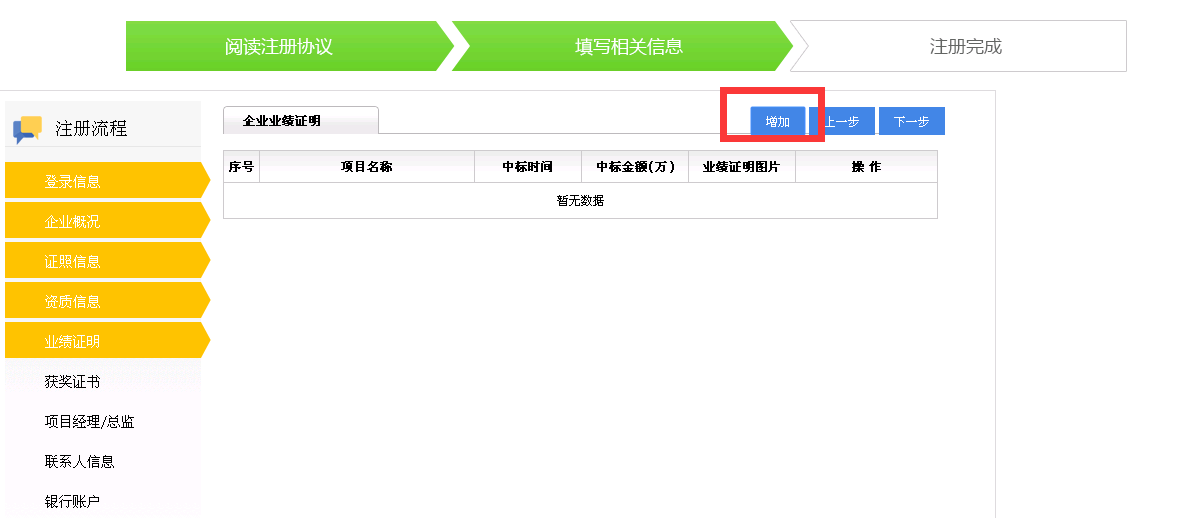 阅读注册协议 填写相关信息 注册完成
注册流程
登录信息
企业概况
证照信息
资质信息
业绩证明
获奖证书
项目经理/总监
联系人信息
银行账户
企业业绩证明 增加 上一步 下一步
序号 项目名称 中标时间 中标金额(万) 业绩证明图片 操 作
暂无数据